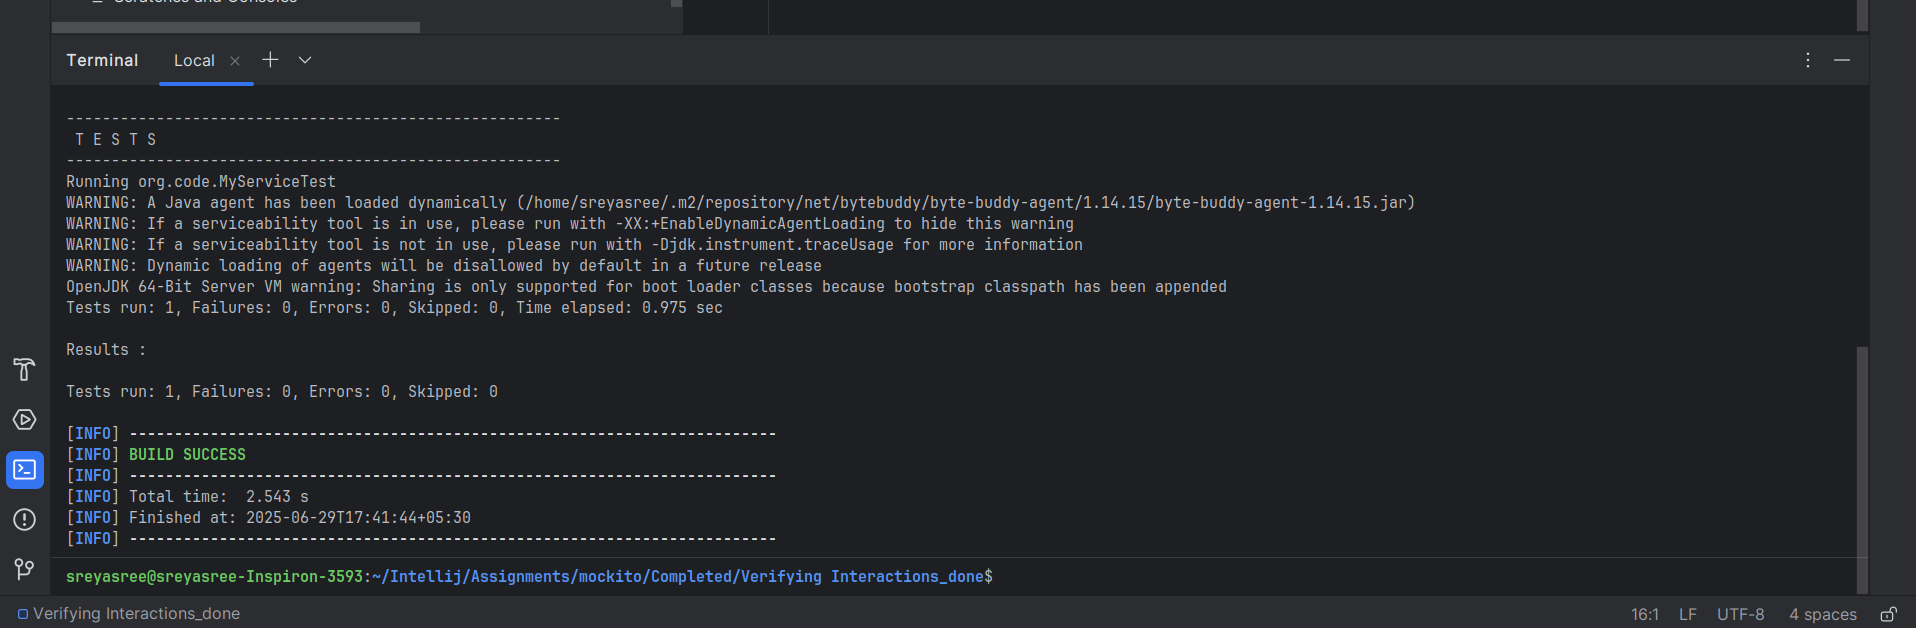 Scratches and Consoles
Terminal Local
-------------------------------------------------------
T E S T S
-------------------------------------------------------
Running org.code.MyServiceTest
WARNING: A Java agent has been loaded dynamically (/home/sreyasree/.m2/repository/net/bytebuddy/byte-buddy-agent/1.14.15/byte-buddy-agent-1.14.15.jar)
WARNING: If a serviceability tool is in use, please run with -XX:+EnableDynamicAgentLoading to hide this warning
WARNING: If a serviceability tool is not in use, please run with -Djdk.instrument.traceUsage for more information
WARNING: Dynamic loading of agents will be disallowed by default in a future release
OpenJDK 64-Bit Server VM warning: Sharing is only supported for boot loader classes because bootstrap classpath has been appended
Tests run: 1, Failures: 0, Errors: 0, Skipped: 0, Time elapsed: 0.975 sec
Results :
Tests run: 1, Failures: 0, Errors: 0, Skipped: 0
[INFO] ------------------------------------------------------------------------
[INFO] BUILD SUCCESS
[INFO] ------------------------------------------------------------------------
[INFO] Total time:  2.543 s
[INFO] Finished at: 2025-06-29T17:41:44+05:30
[INFO] ------------------------------------------------------------------------
sreyasree@sreyasree-Inspiron-3593:~/Intellij/Assignments/mockito/Completed/Verifying Interactions_done$
Verifying Interactions_done 16:1 LF UTF-8 4 spaces